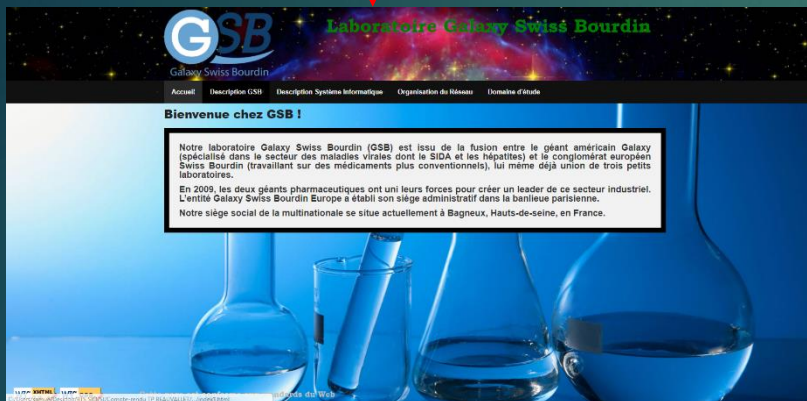 GSB
Galaxy Swiss Bourdin
Laboratoire Galaxy Swiss Bourdin
Accueil Description GSB Description Système Informatique Organisation du Réseau Domaine d'étude
Bienvenue chez GSB !
Notre laboratoire Galaxy Swiss Bourdin (GSB) est issu de la fusion entre le géant américain Galaxy
(spécialisé dans le secteur des maladies virales dont le SIDA et les hépatites) et le conglomérat européen
Swiss Bourdin (travaillant sur des médicaments plus conventionnels), lui même déjà union de trois petits
laboratoires.
En 2009, les deux géants pharmaceutiques ont uni leurs forces pour créer un leader de ce secteur industriel.
L'entité Galaxy Swiss Bourdin Europe a établi son siège administratif dans la banlieue parisienne.
Notre siège social de la multinationale se situe actuellement à Bagneux, Hauts-de-seine, en France.
W3C XHTML W3C
du Web